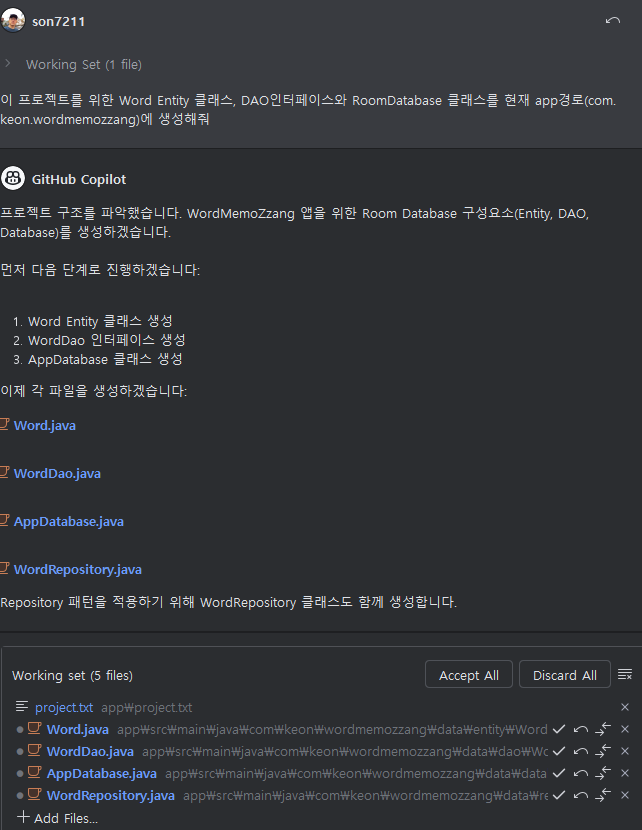 son7211
Working Set (1 file)
이 프로젝트를 위한 Word Entity 클래스, DAO인터페이스와 RoomDatabase 클래스를 현재 app경로(com.
keon.wordmemozzang)에 생성해줘
GitHub Copilot
프로젝트 구조를 파악했습니다. WordMemoZzang 앱을 위한 Room Database 구성요소(Entity, DAO,
Database)를 생성하겠습니다.
먼저 다음 단계로 진행하겠습니다:
1. Word Entity 클래스 생성
2. WordDao 인터페이스 생성
3. AppDatabase 클래스 생성
이제 각 파일을 생성하겠습니다:
Word.java
WordDao.java
AppDatabase.java
WordRepository.java
Repository 패턴을 적용하기 위해 WordRepository 클래스도 함께 생성합니다.
Working set (5 files) Accept All Discard All
project.txt app₩project.txt
Word.java app₩src₩main₩java₩com₩keon₩wordmemozzang₩data₩entity₩Word
WordDao.java app₩src₩main₩java₩com₩keon₩wordmemozzang₩data₩dao₩Wo
AppDatabase.java app₩src₩main₩java₩com₩keon₩wordmemozzang₩data₩data
WordRepository.java app₩src₩main₩java₩com₩keon₩wordmemozzang₩data₩re
Add Files...